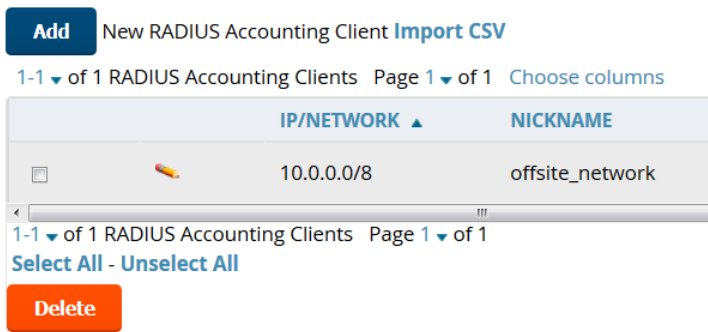 Add New RADIUS Accounting Client Import CSV
1-1 of 1 RADIUS Accounting Clients Page 1 of 1 Choose columns
IP/NETWORK NICKNAME
10.0.0.0/8 offsite_network
1-1 of 1 RADIUS Accounting Clients Page 1 of 1
Select All - Unselect All
Delete